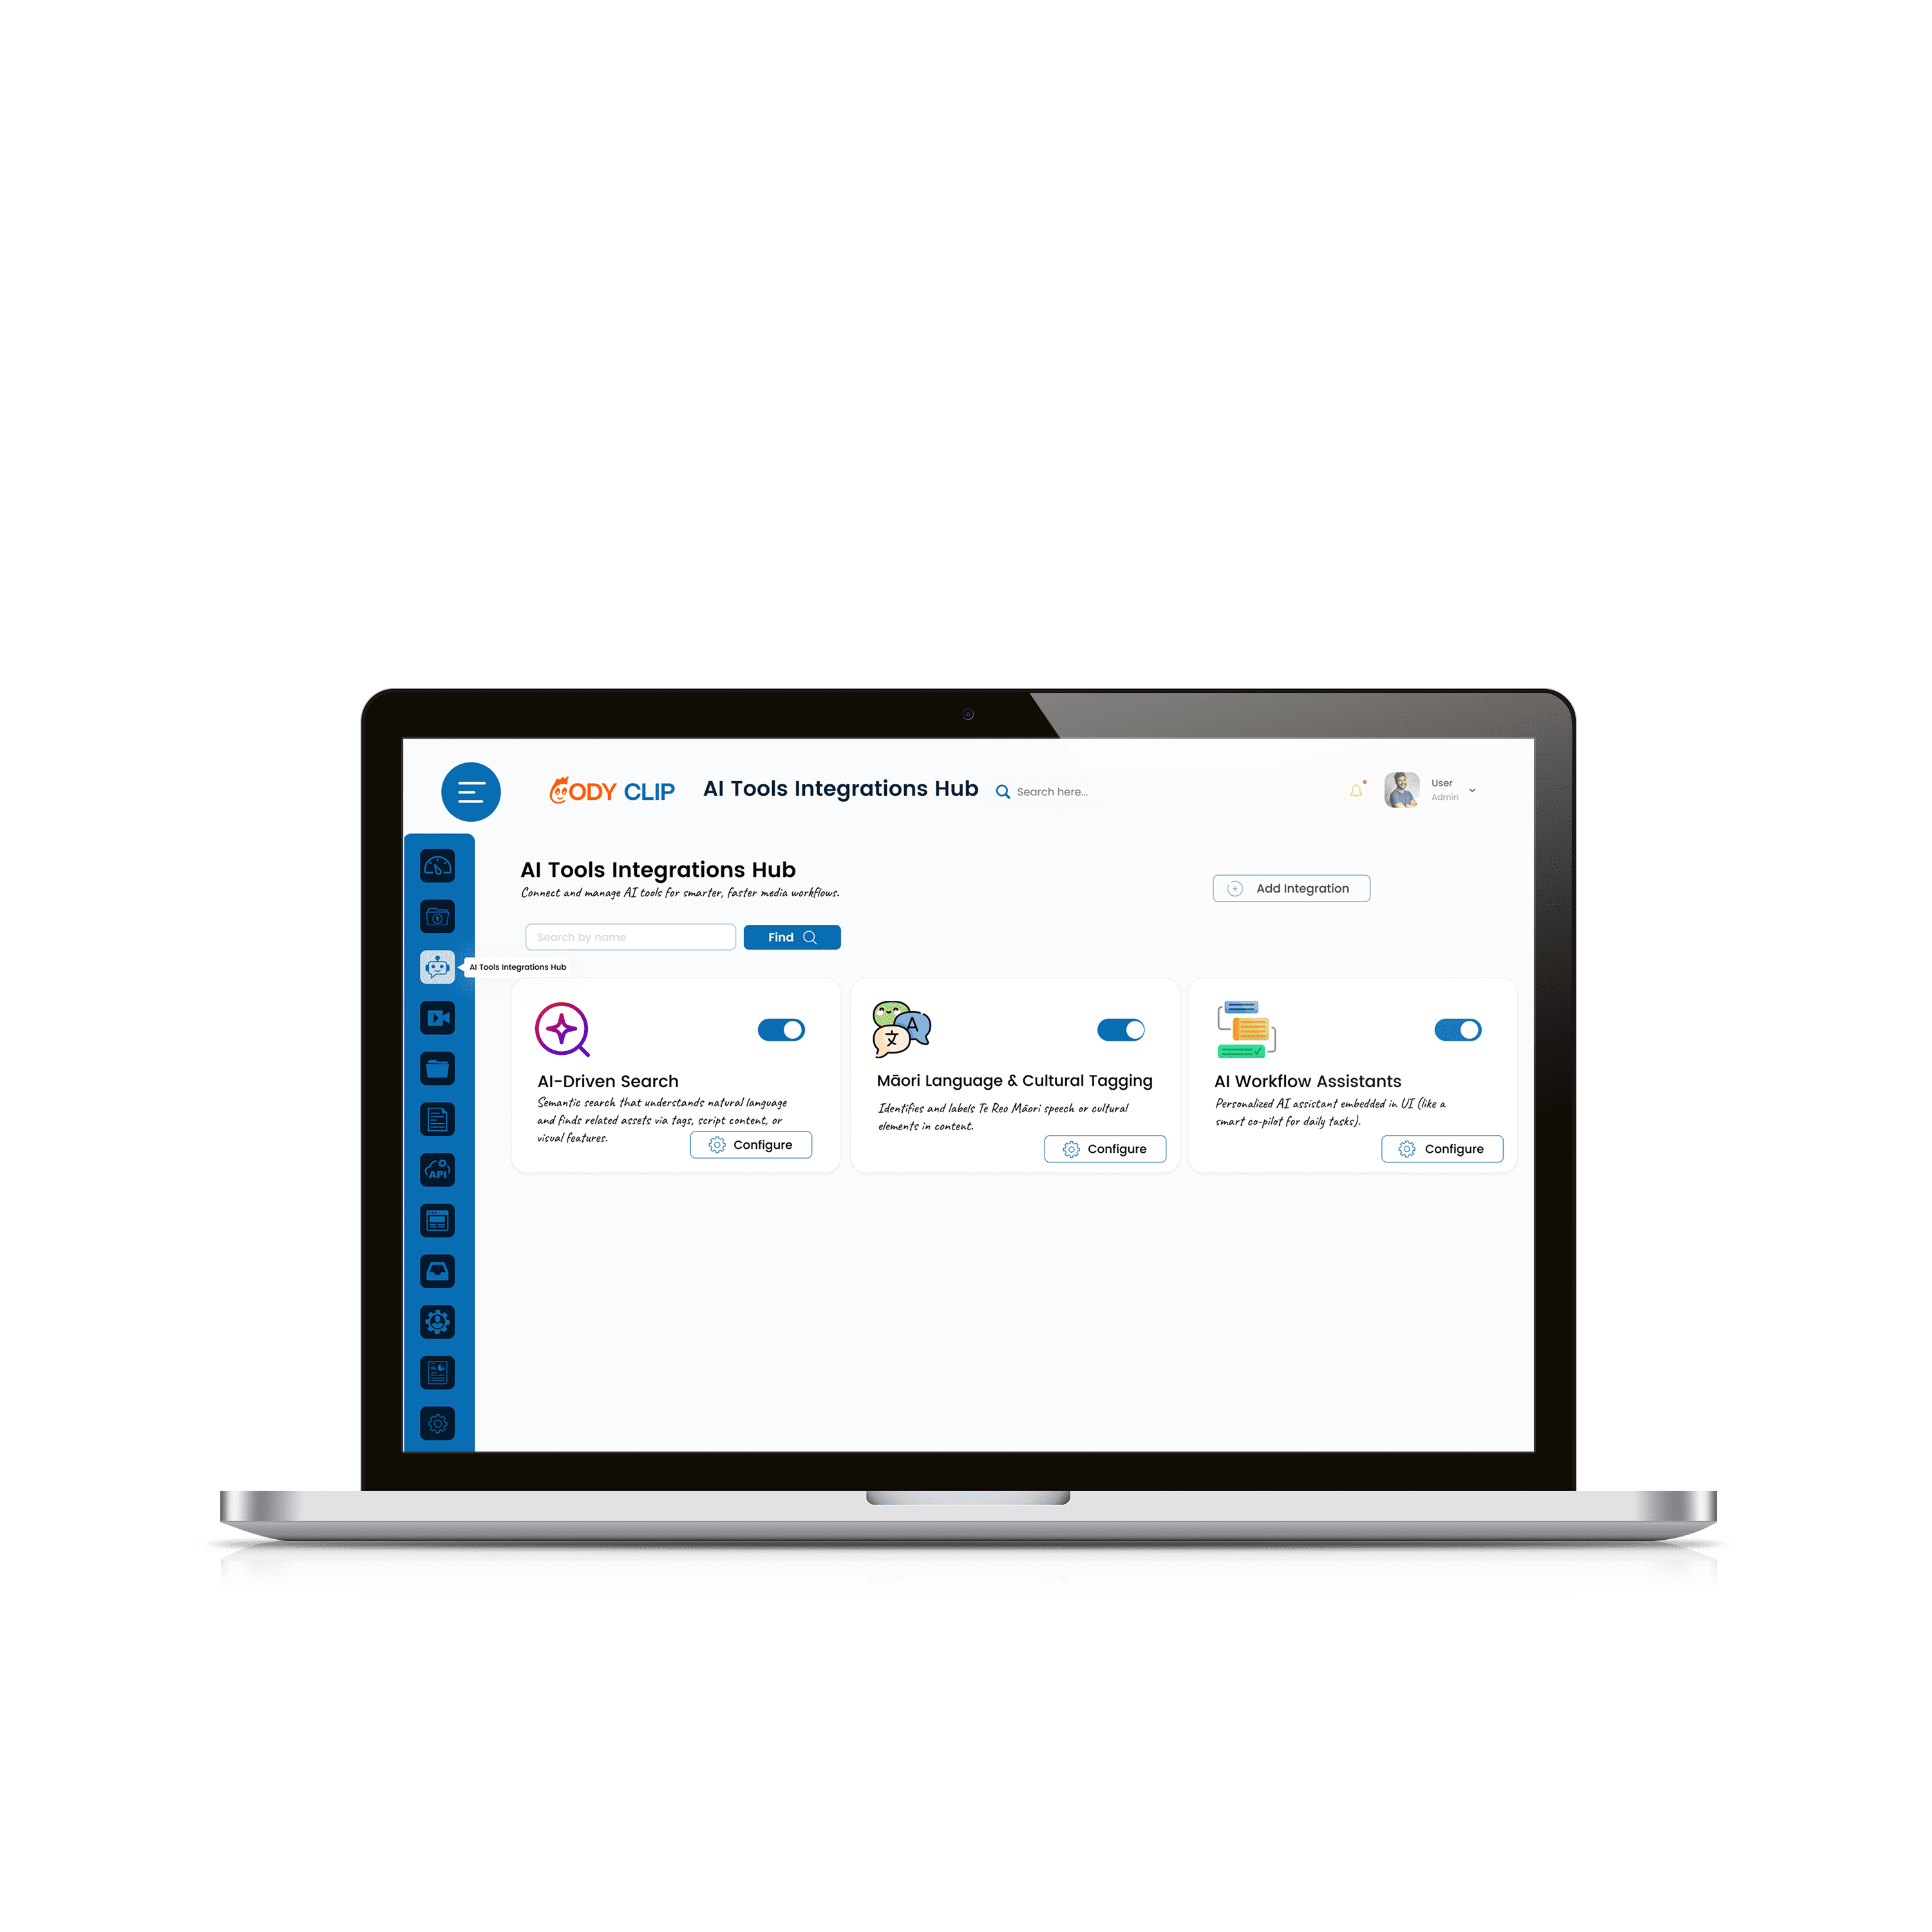 CODY CLIP
AI Tools Integrations Hub
Search here...
User
Admin
AI Tools Integrations Hub
Connect and manage AI tools for smarter, faster media workflows.
Add Integration
Search by name
Find
AI Tools Integrations Hub
AI-Driven Search
Semantic search that understands natural language
and finds related assets via tags, script content, or
visual features.
Configure
Māori Language & Cultural Tagging
Identifies and labels Te Reo Māori speech or cultural
elements in content.
Configure
AI Workflow Assistants
Personalized AI assistant embedded in UI (like a
smart co-pilot for daily tasks).
Configure
API
A
文